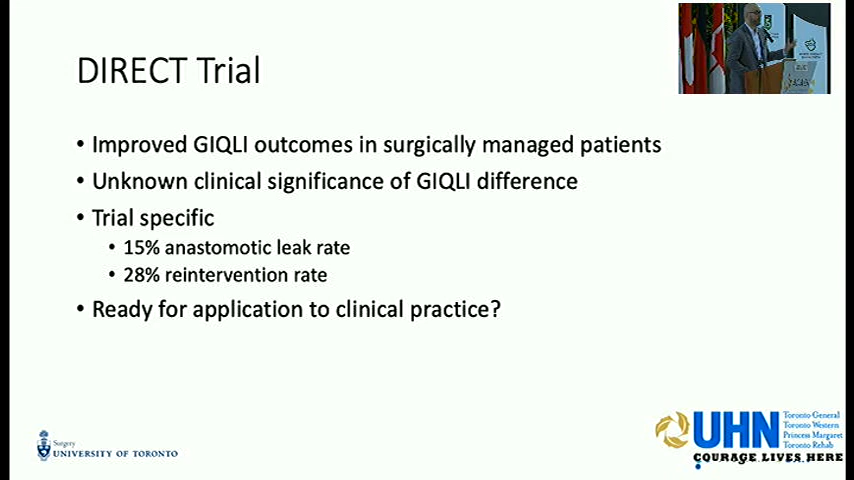 DIRECT Trial
• Improved GIQLI outcomes in surgically managed patients
• Unknown clinical significance of GIQLI difference
• Trial specific
• 15% anastomotic leak rate
• 28% reintervention rate
• Ready for application to clinical practice?
Surgery
UNIVERSITY OF TORONTO
UHN
Toronto General
Toronto Western
Princess Margaret
Toronto Rehab
COURAGE LIVES HERE